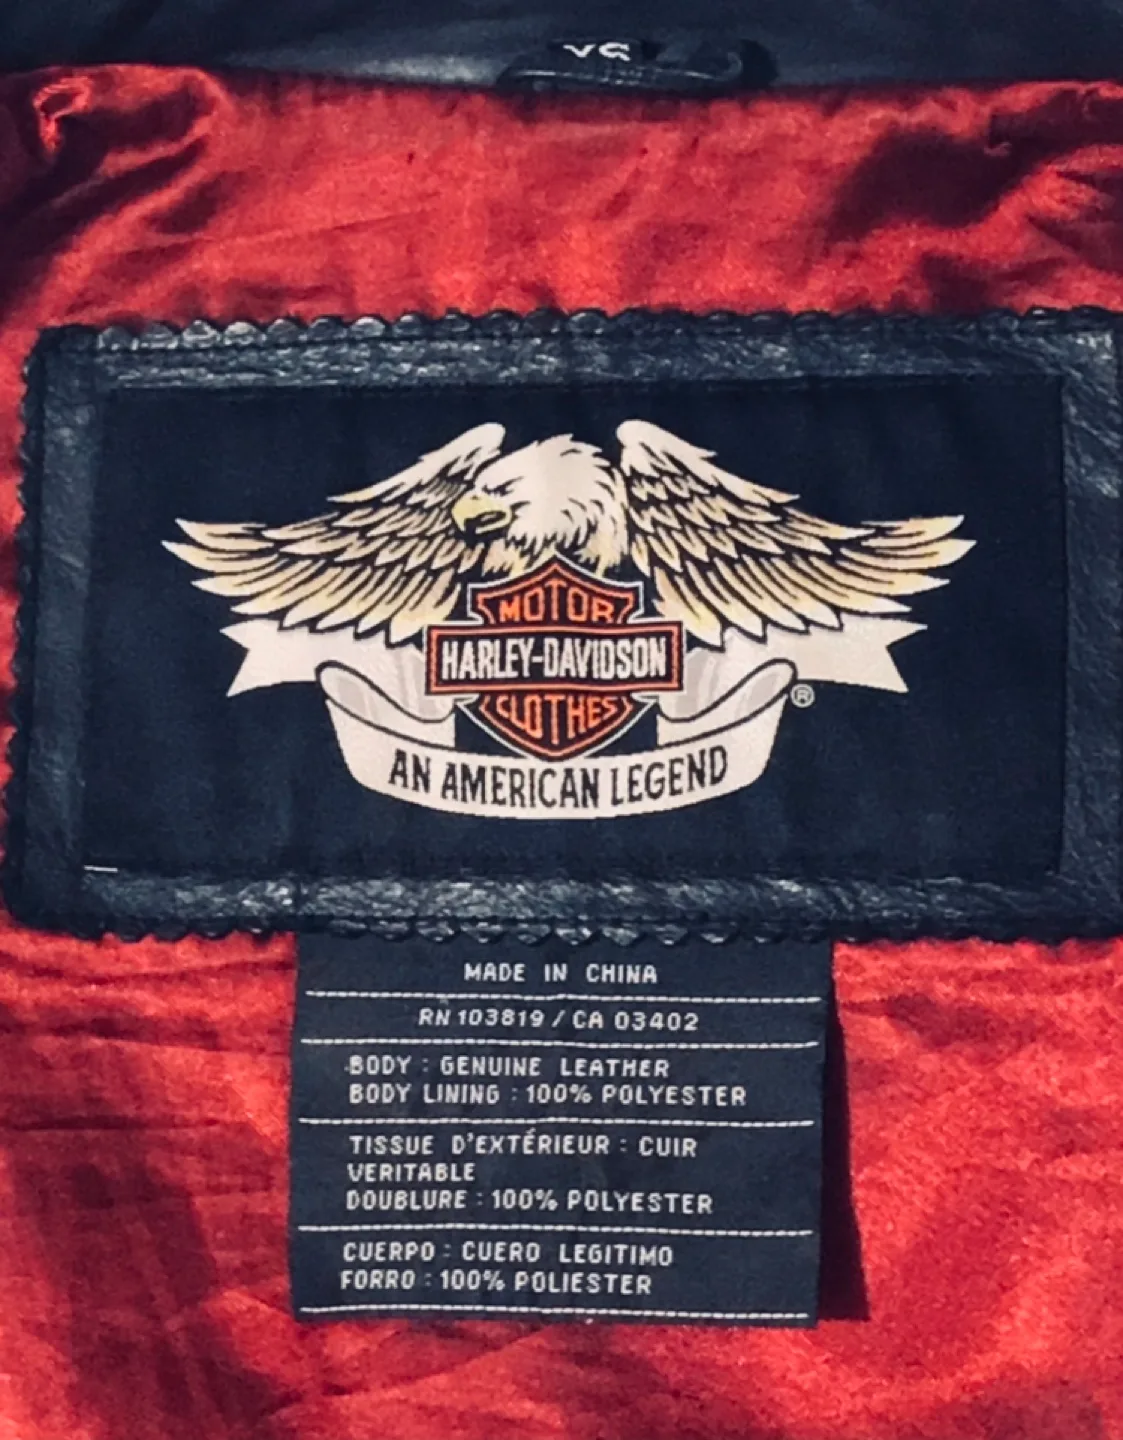 MOTOR
HARLEY-DAVIDSON
CLOTHES
®
AN AMERICAN LEGEND
MADE IN CHINA
RN 103819 / CA 03402
BODY : GENUINE LEATHER
BODY LINING : 100% POLYESTER
TISSUE D'EXTÉRIEUR : CUIR
VERITABLE
DOUBLURE : 100% POLYESTER
CUERPO : CUERO LEGITIMO
FORRO : 100% POLIESTER